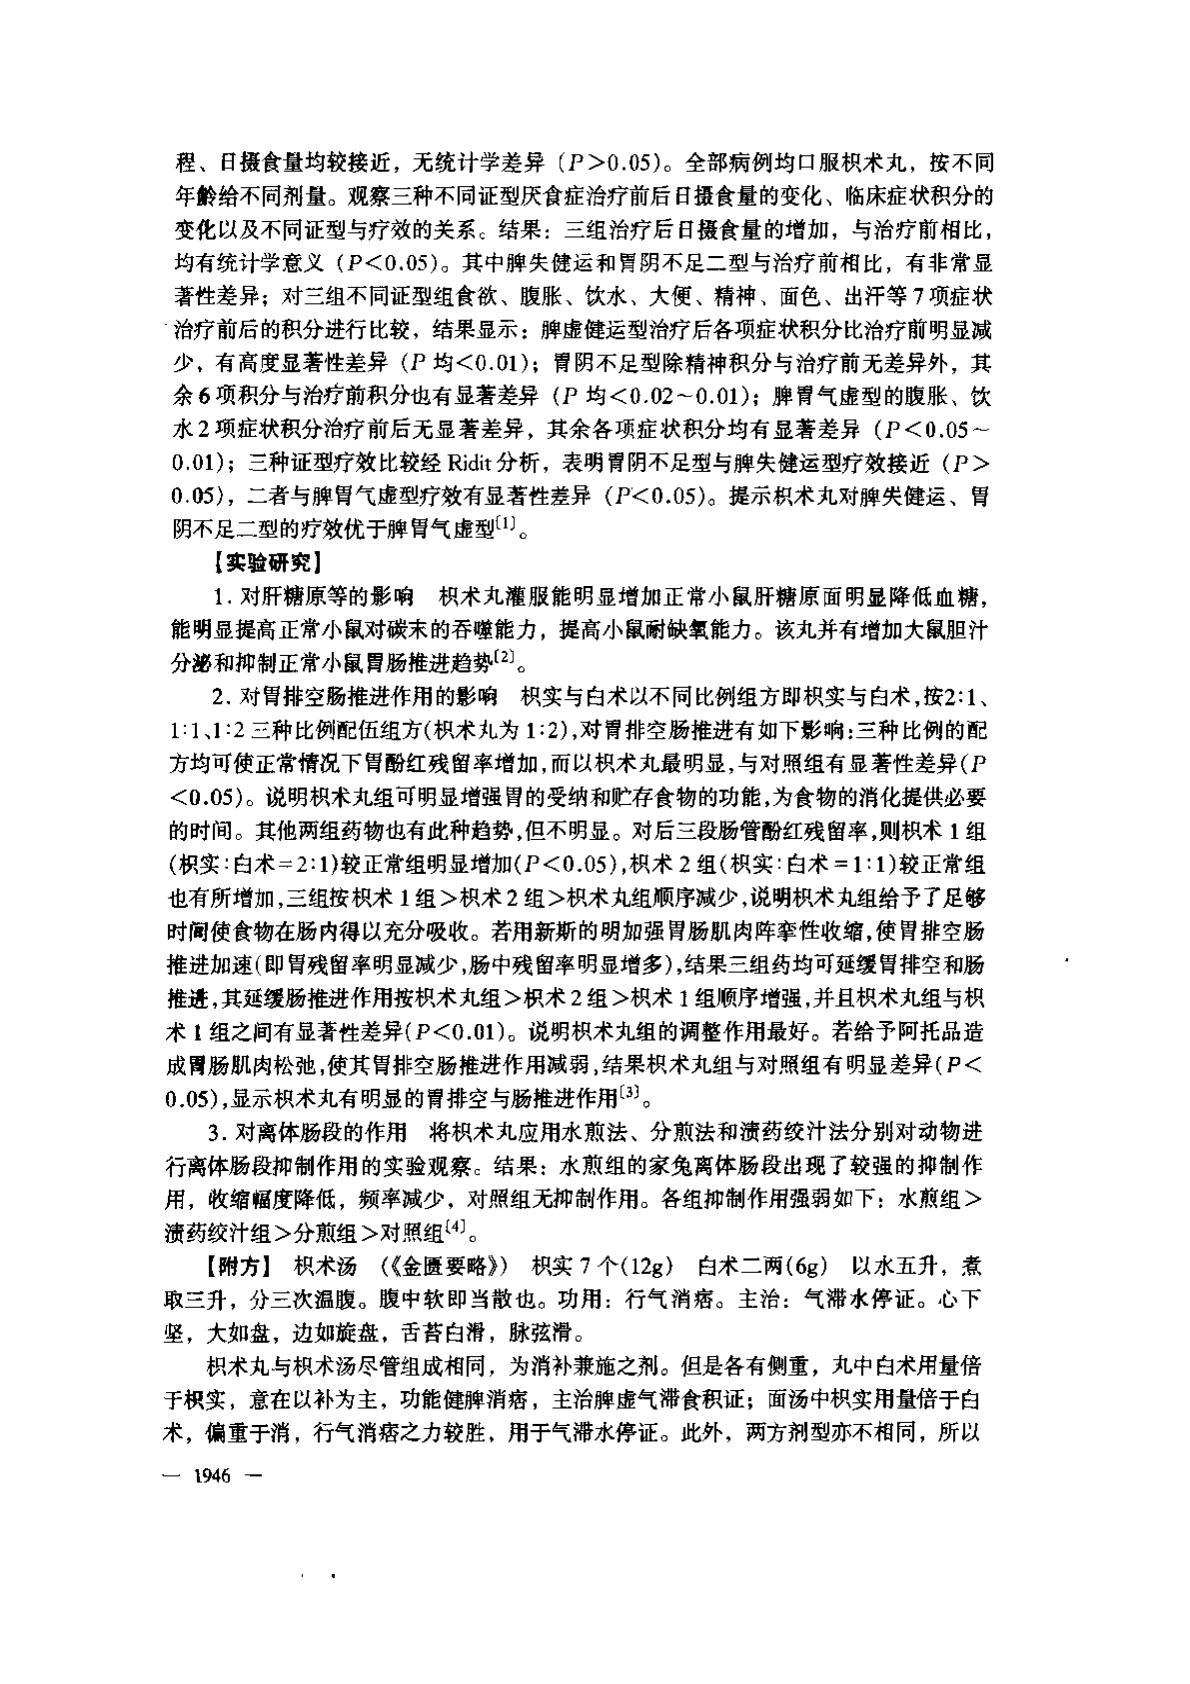 程、日摄食量均较接近，无统计学差异（P＞0.05）。全部病例均口服枳术丸，按不同
年龄给不同剂量。观察三种不同证型厌食症治疗前后日摄食量的变化、临床症状积分的
变化以及不同证型与疗效的关系。结果：三组治疗后日摄食量的增加，与治疗前相比，
均有统计学意义（P＜0.05）。其中脾失健运和胃阴不足二型与治疗前相比，有非常显
著性差异；对三组不同证型组食欲、腹胀、饮水、大便、精神、面色、出汗等7项症状
治疗前后的积分进行比较，结果显示：脾虚健运型治疗后各项症状积分比治疗前明显减
少，有高度显著性差异（P均＜0.01）；胃阴不足型除精神积分与治疗前无差异外，其
余6项积分与治疗前积分也有显著差异（P均＜0.02～0.01）；脾胃气虚型的腹胀、饮
水2项症状积分治疗前后无显著差异，其余各项症状积分均有显著差异（P＜0.05～
0.01）；三种证型疗效比较经Ridit分析，表明胃阴不足型与脾失健运型疗效接近（P＞
0.05），二者与脾胃气虚型疗效有显著性差异（P＜0.05）。提示枳术丸对脾失健运、胃
阴不足二型的疗效优于脾胃气虚型〔1〕。
【实验研究】
1. 对肝糖原等的影响　枳术丸灌服能明显增加正常小鼠肝糖原面明显降低血糖，
能明显提高正常小鼠对碳末的吞噬能力，提高小鼠耐缺氧能力。该丸并有增加大鼠胆汁
分泌和抑制正常小鼠胃肠推进趋势〔2〕。
2. 对胃排空肠推进作用的影响　枳实与白术以不同比例组方即枳实与白术,按2:1、
1:1、1:2三种比例配伍组方(枳术丸为1:2),对胃排空肠推进有如下影响:三种比例的配
方均可使正常情况下胃酚红残留率增加,而以枳术丸最明显,与对照组有显著性差异(P
＜0.05)。说明枳术丸组可明显增强胃的受纳和贮存食物的功能,为食物的消化提供必要
的时间。其他两组药物也有此种趋势,但不明显。对后三段肠管酚红残留率,则枳术1组
(枳实:白术=2:1)较正常组明显增加(P＜0.05),枳术2组(枳实:白术=1:1)较正常组
也有所增加,三组按枳术1组＞枳术2组＞枳术丸组顺序减少,说明枳术丸组给予了足够
时间使食物在肠内得以充分吸收。若用新斯的明加强胃肠肌肉阵挛性收缩,使胃排空肠
推进加速(即胃残留率明显减少,肠中残留率明显增多),结果三组药均可延缓胃排空和肠
推进,其延缓肠推进作用按枳术丸组＞枳术2组＞枳术1组顺序增强,并且枳术丸组与枳
术1组之间有显著性差异(P＜0.01)。说明枳术丸组的调整作用最好。若给予阿托品造
成胃肠肌肉松弛,使其胃排空肠推进作用减弱,结果枳术丸组与对照组有明显差异(P＜
0.05),显示枳术丸有明显的胃排空与肠推进作用〔3〕。
3. 对离体肠段的作用　将枳术丸应用水煎法、分煎法和渍药绞汁法分别对动物进
行离体肠段抑制作用的实验观察。结果：水煎组的家兔离体肠段出现了较强的抑制作
用，收缩幅度降低，频率减少，对照组无抑制作用。各组抑制作用强弱如下：水煎组＞
渍药绞汁组＞分煎组＞对照组〔4〕。
【附方】　枳术汤　（《金匮要略》）　枳实7个(12g)　白术二两(6g)　以水五升，煮
取三升，分三次温腹。腹中软即当散也。功用：行气消痞。主治：气滞水停证。心下
坚，大如盘，边如旋盘，舌苔白滑，脉弦滑。
枳术丸与枳术汤尽管组成相同，为消补兼施之剂。但是各有侧重，丸中白术用量倍
于枳实，意在以补为主，功能健脾消痞，主治脾虚气滞食积证；面汤中枳实用量倍于白
术，偏重于消，行气消痞之力较胜，用于气滞水停证。此外，两方剂型亦不相同，所以
— 1946 —